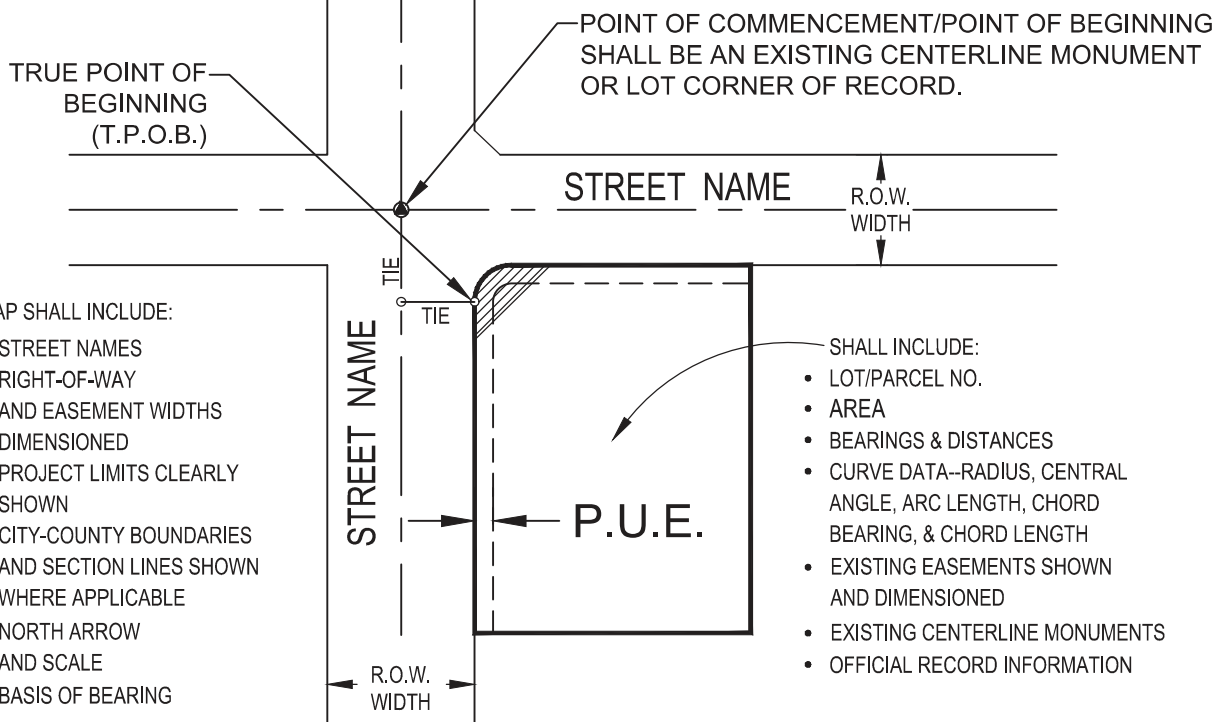 POINT OF COMMENCEMENT/POINT OF BEGINNING
SHALL BE AN EXISTING CENTERLINE MONUMENT
OR LOT CORNER OF RECORD.
TRUE POINT OF
BEGINNING
(T.P.O.B.)
STREET NAME
R.O.W.
WIDTH
TIE
TIE
STREET NAME
AP SHALL INCLUDE:
STREET NAMES
RIGHT-OF-WAY
AND EASEMENT WIDTHS
DIMENSIONED
PROJECT LIMITS CLEARLY
SHOWN
CITY-COUNTY BOUNDARIES
AND SECTION LINES SHOWN
WHERE APPLICABLE
NORTH ARROW
AND SCALE
BASIS OF BEARING
P.U.E.
SHALL INCLUDE:
• LOT/PARCEL NO.
• AREA
• BEARINGS & DISTANCES
• CURVE DATA--RADIUS, CENTRAL
ANGLE, ARC LENGTH, CHORD
BEARING, & CHORD LENGTH
• EXISTING EASEMENTS SHOWN
AND DIMENSIONED
• EXISTING CENTERLINE MONUMENTS
• OFFICIAL RECORD INFORMATION
R.O.W.
WIDTH